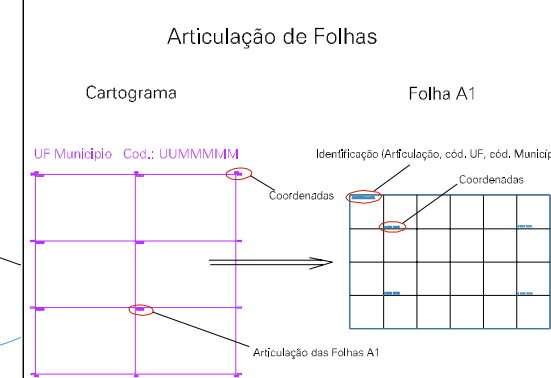 Articulação de Folhas
Cartograma
Folha A1
UF Municipio Cod.: UUMMMMM
Identificação (Articulação, cód. UF, cód. Municíp
Coordenadas
Coordenadas
Articulação das Folhas A1